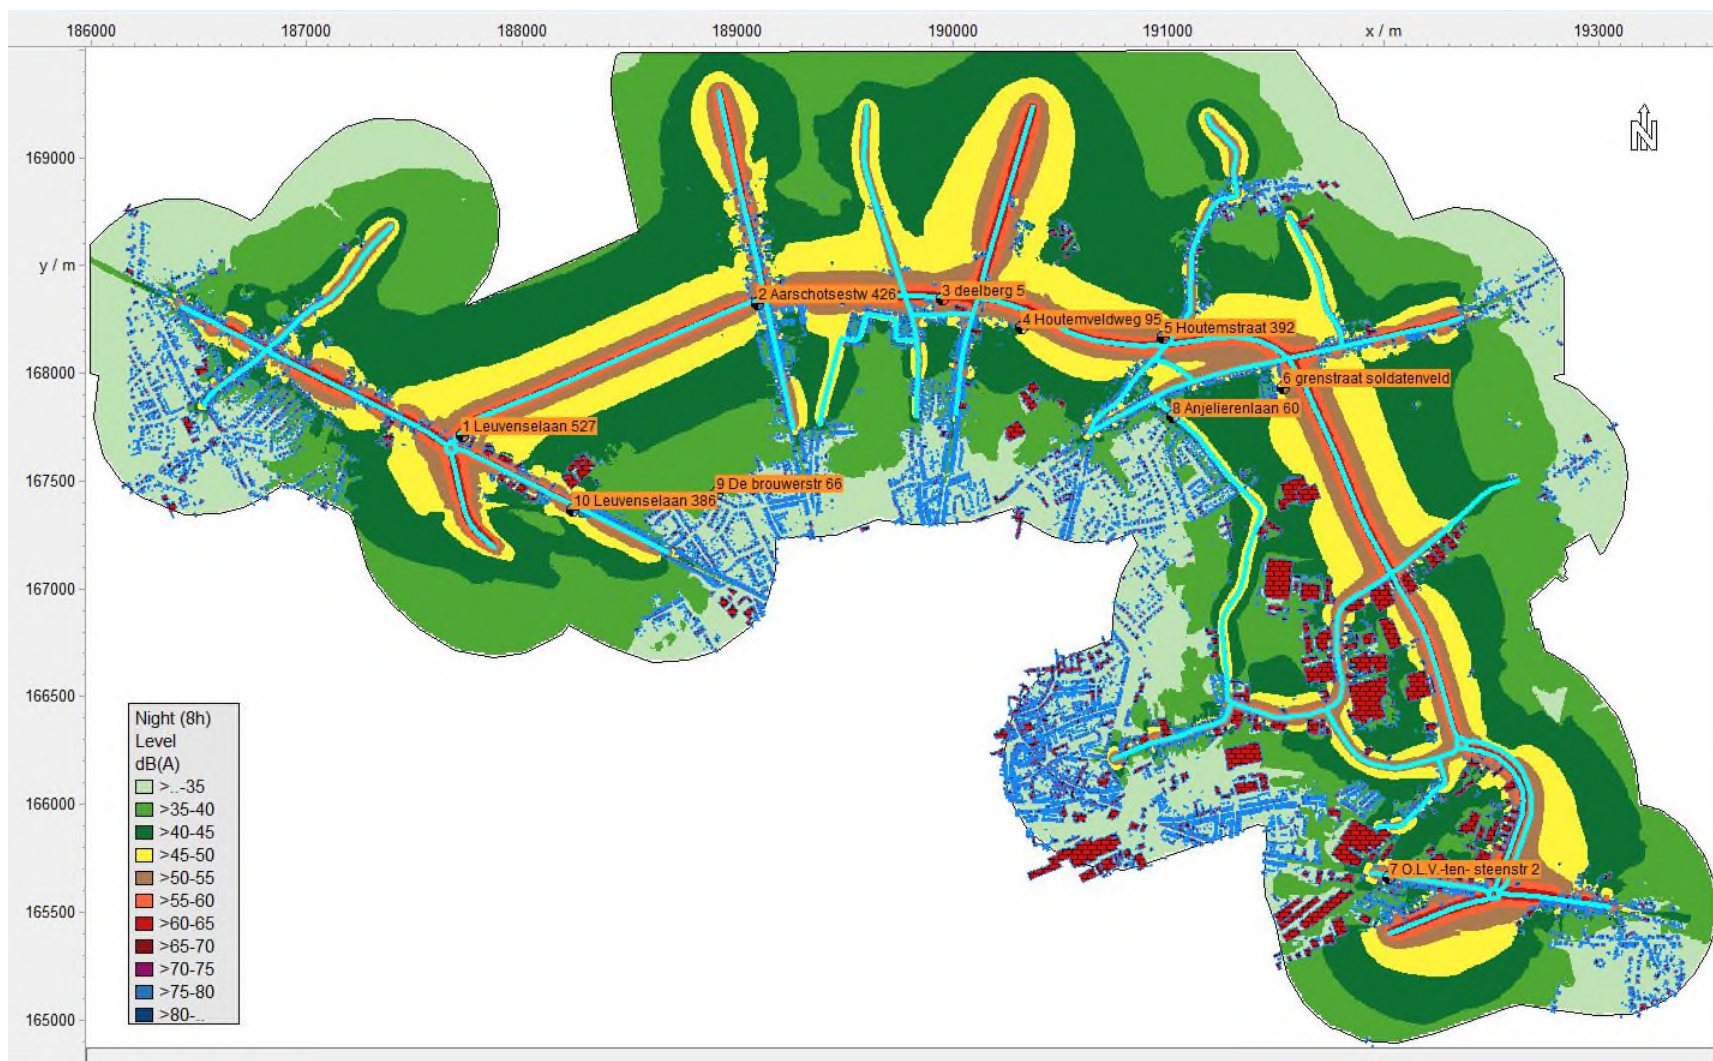 186000 187000 188000 189000 190000 191000 x / m 193000
169000
y / m
168000
167500
167000
166500
166000
165500
165000
N
2 Aarschotsestw 426
3 deelberg 5
4 Houtemveldweg 95
5 Houtemstraat 392
6 grenstraat soldatenveld
8 Anjelierenlaan 60
1 Leuvenselaan 527
9 De brouwerstr 66
10 Leuvenselaan 386
7 O.L.V.-ten- steenstr 2
Night (8h)
Level
dB(A)
>..-35
>35-40
>40-45
>45-50
>50-55
>55-60
>60-65
>65-70
>70-75
>75-80
>80-..